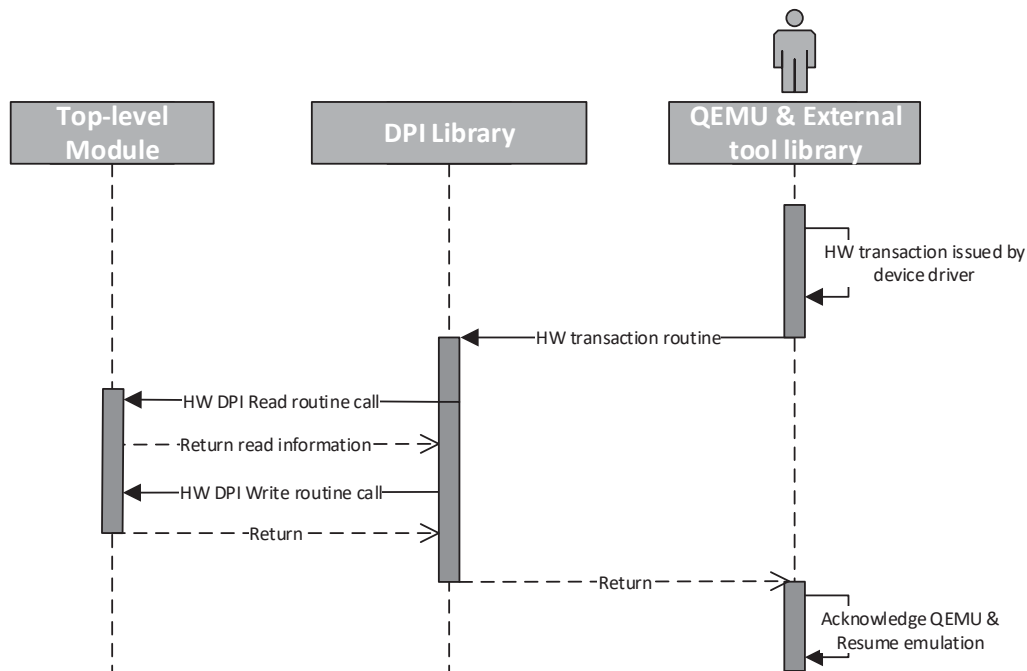 Top-level
Module
DPI Library
QEMU & External
tool library
HW transaction issued by
device driver
HW transaction routine
HW DPI Read routine call
Return read information
HW DPI Write routine call
Return
Return
Acknowledge QEMU &
Resume emulation